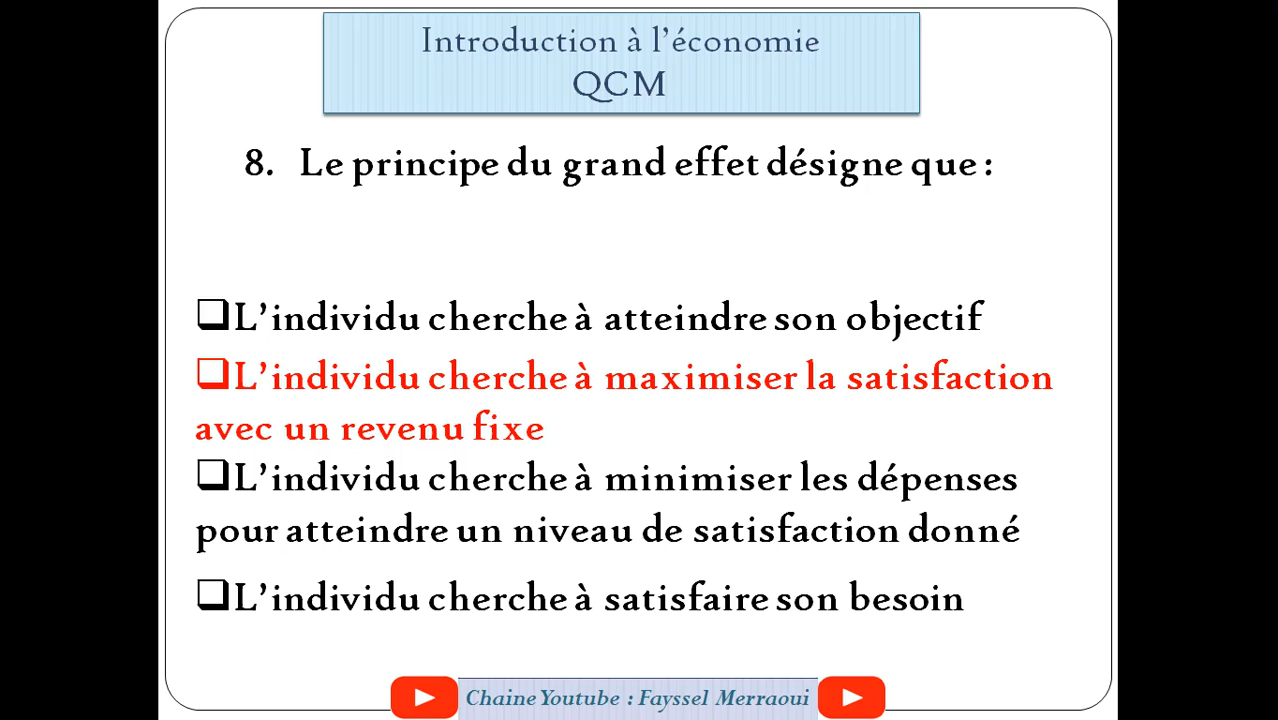 Introduction à l'économie
QCM
8. Le principe du grand effet désigne que :
❑L'individu cherche à atteindre son objectif
❑L'individu cherche à maximiser la satisfaction
avec un revenu fixe
❑L'individu cherche à minimiser les dépenses
pour atteindre un niveau de satisfaction donné
❑L'individu cherche à satisfaire son besoin
Chaine Youtube : Fayssel Merraoui